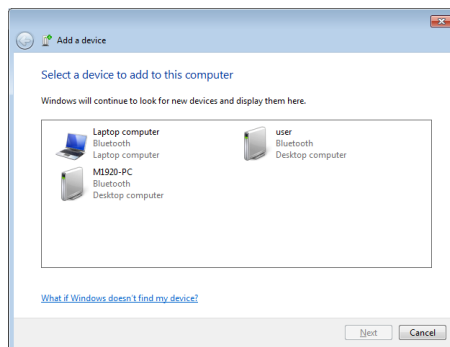 Add a device
Select a device to add to this computer
Windows will continue to look for new devices and display them here.
Laptop computer
Bluetooth
Laptop computer
user
Bluetooth
Desktop computer
M1920-PC
Bluetooth
Desktop computer
What if Windows doesn't find my device?
Next
Cancel